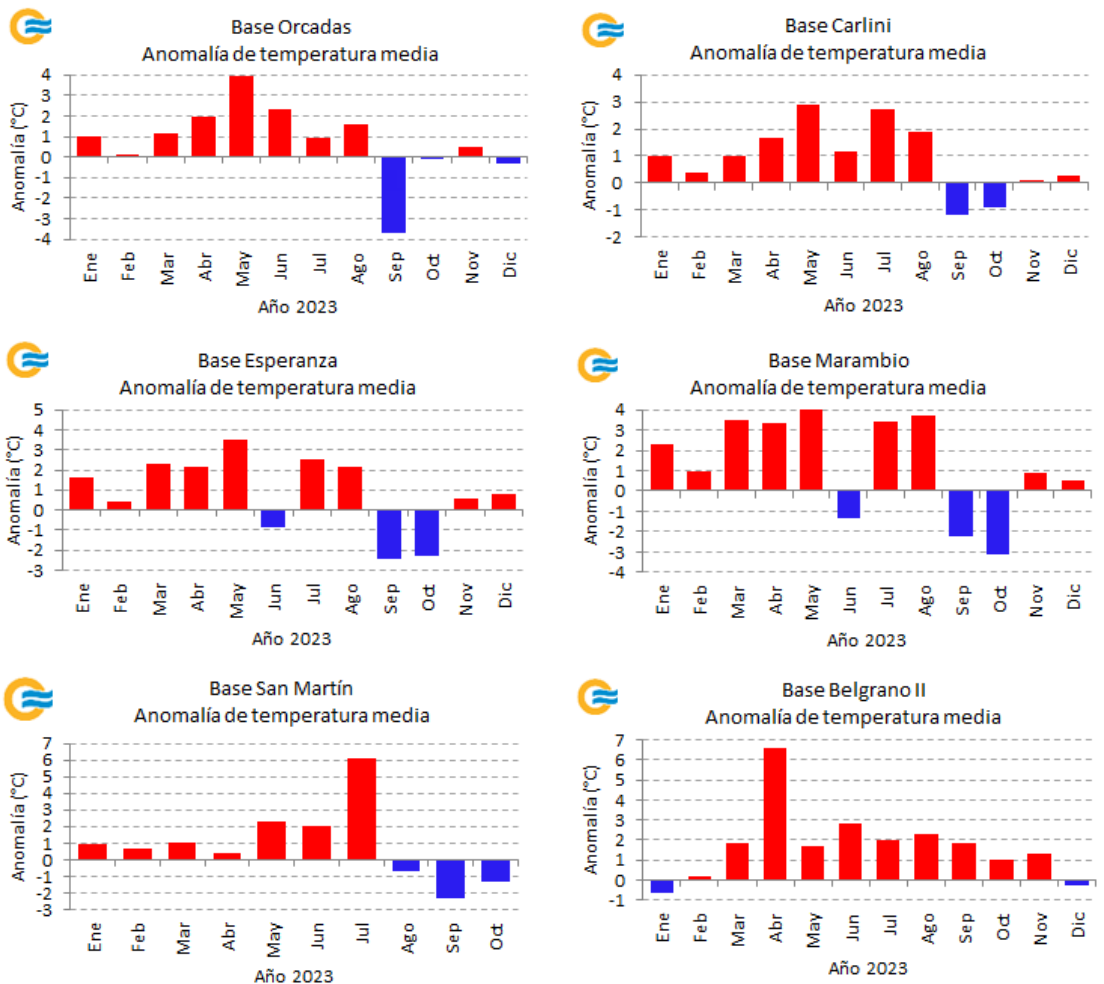 Base Orcadas
Anomalía de temperatura media
Anomalía (°C)
4
3
2
1
0
-1
-2
-3
-4
Ene Feb Mar Abr May Jun Jul Ago Sep Oct Nov Dic
Año 2023
Base Carlini
Anomalía de temperatura media
Anomalía (°C)
4
3
2
1
0
-1
-2
Ene Feb Mar Abr May Jun Jul Ago Sep Oct Nov Dic
Año 2023
Base Esperanza
Anomalía de temperatura media
Anomalía (°C)
5
4
3
2
1
0
-1
-2
-3
Ene Feb Mar Abr May Jun Jul Ago Sep Oct Nov Dic
Año 2023
Base Marambio
Anomalía de temperatura media
Anomalía (°C)
4
3
2
1
0
-1
-2
-3
-4
Ene Feb Mar Abr May Jun Jul Ago Sep Oct Nov Dic
Año 2023
Base San Martín
Anomalía de temperatura media
Anomalía (°C)
7
6
5
4
3
2
1
0
-1
-2
-3
Ene Feb Mar Abr May Jun Jul Ago Sep Oct
Año 2023
Base Belgrano II
Anomalía de temperatura media
Anomalía (°C)
7
6
5
4
3
2
1
0
-1
Ene Feb Mar Abr May Jun Jul Ago Sep Oct Nov Dic
Año 2023